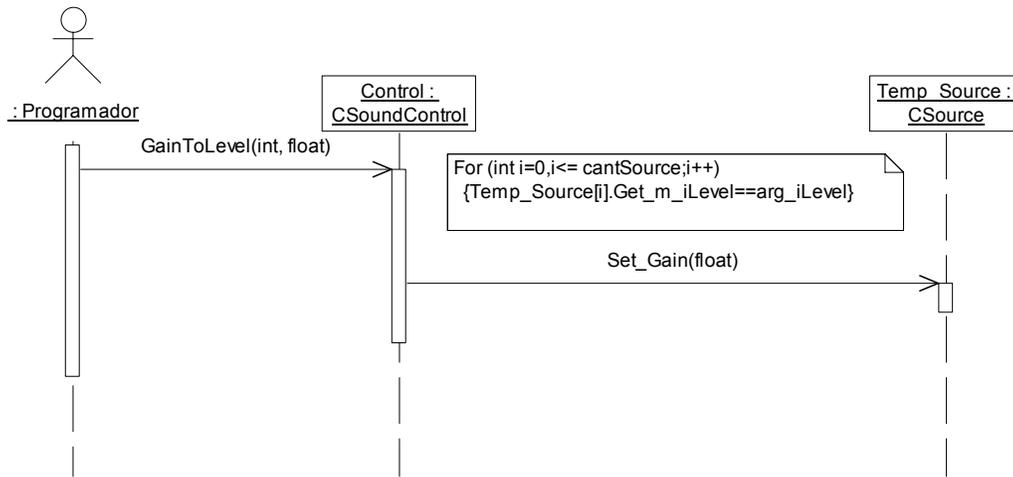 : Programador
Control :
CSoundControl
Temp_Source :
CSource
GainToLevel(int, float)
For (int i=0,i<= cantSource;i++)
{Temp_Source[i].Get_m_iLevel==arg_iLevel}
Set_Gain(float)